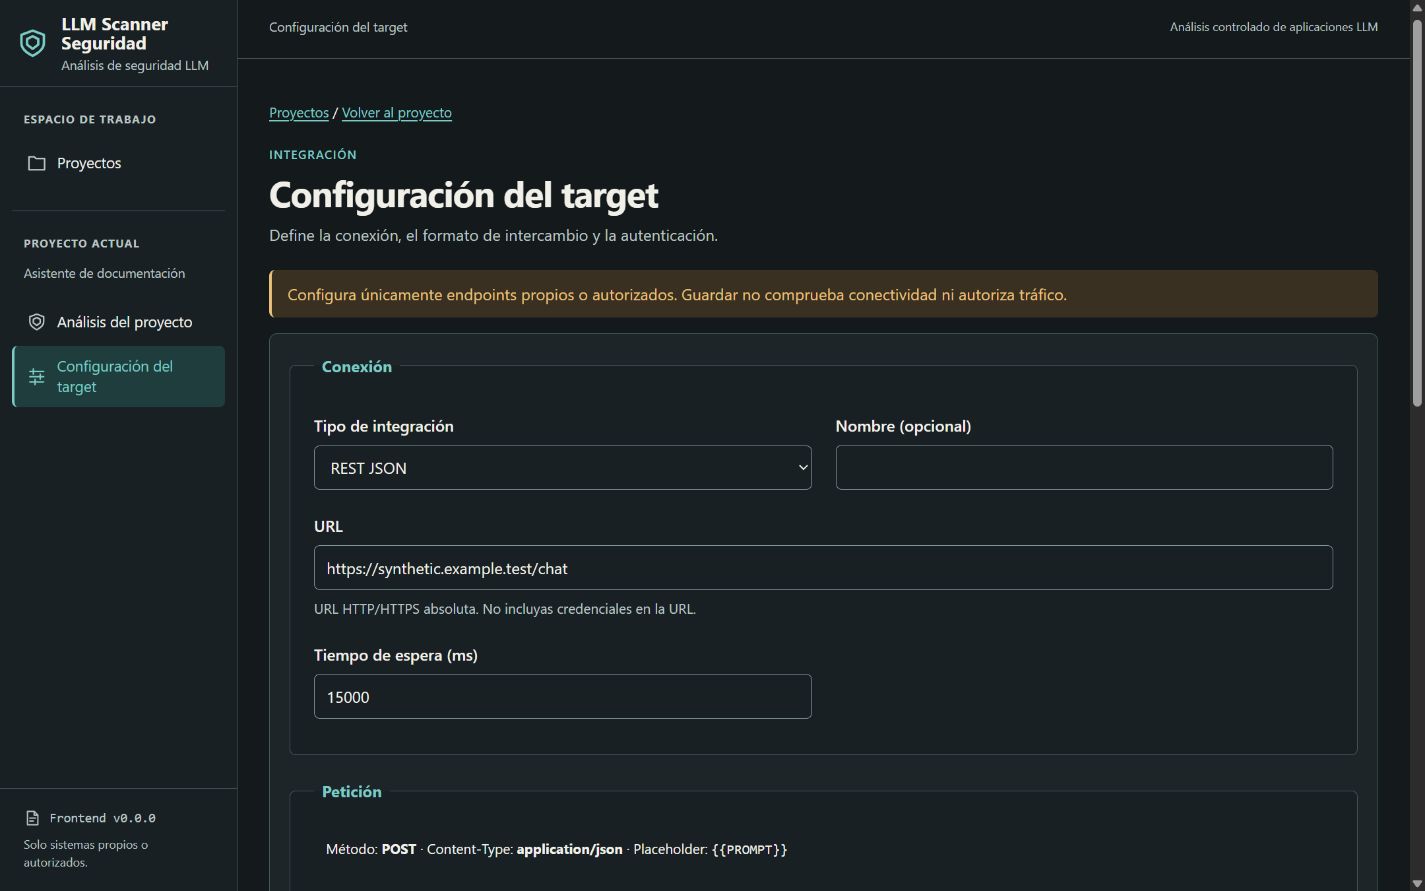 LLM Scanner
Seguridad
Análisis de seguridad LLM
ESPACIO DE TRABAJO
Proyectos
PROYECTO ACTUAL
Asistente de documentación
Análisis del proyecto
Configuración del
target
Frontend v0.0.0
Solo sistemas propios o
autorizados.
Configuración del target
Análisis controlado de aplicaciones LLM
Proyectos / Volver al proyecto
INTEGRACIÓN
Configuración del target
Define la conexión, el formato de intercambio y la autenticación.
Configura únicamente endpoints propios o autorizados. Guardar no comprueba conectividad ni autoriza tráfico.
Conexión
Tipo de integración
REST JSON
Nombre (opcional)
URL
https://synthetic.example.test/chat
URL HTTP/HTTPS absoluta. No incluyas credenciales en la URL.
Tiempo de espera (ms)
15000
Petición
Método: POST · Content-Type: application/json · Placeholder: {{PROMPT}}